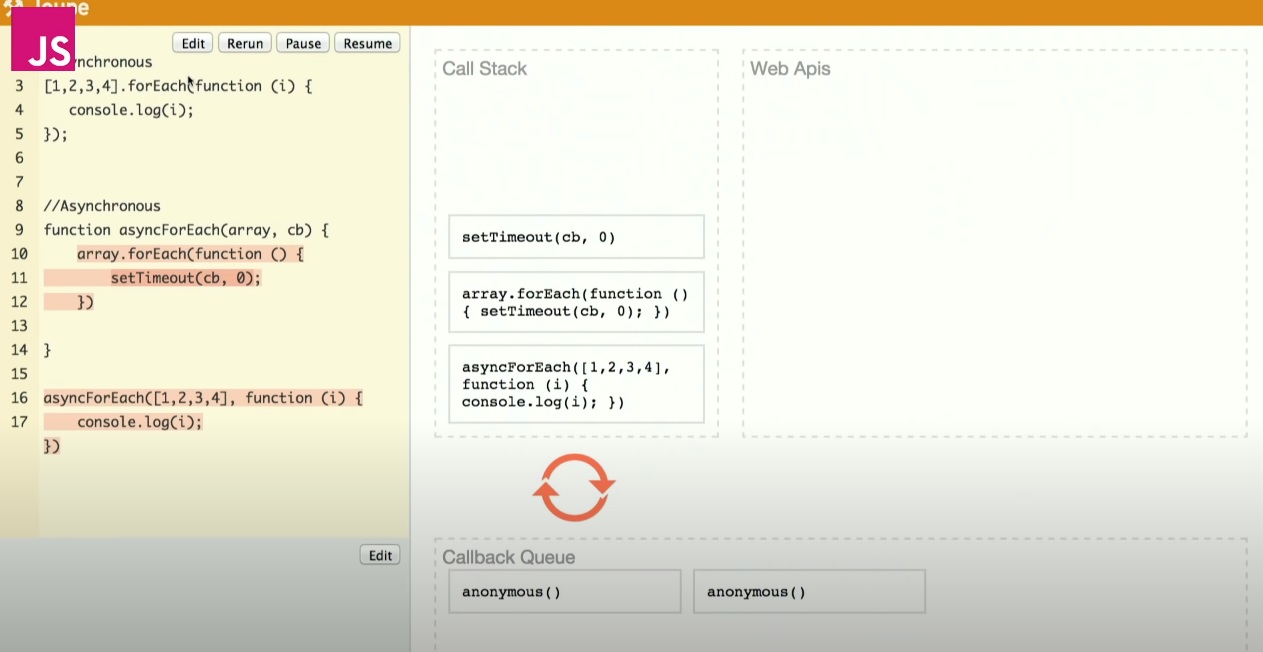 Loupe
JS
Edit Rerun Pause Resume
nchronous
3 [1,2,3,4].forEach(function (i) {
4 console.log(i);
5 });
6
7
8 //Asynchronous
9 function asyncForEach(array, cb) {
10 array.forEach(function () {
11 setTimeout(cb, 0);
12 })
13
14 }
15
16 asyncForEach([1,2,3,4], function (i) {
17 console.log(i);
})
Edit
Call Stack
setTimeout(cb, 0)
array.forEach(function ()
{ setTimeout(cb, 0); })
asyncForEach([1,2,3,4],
function (i) {
console.log(i); })
Web Apis
Callback Queue
anonymous() anonymous()